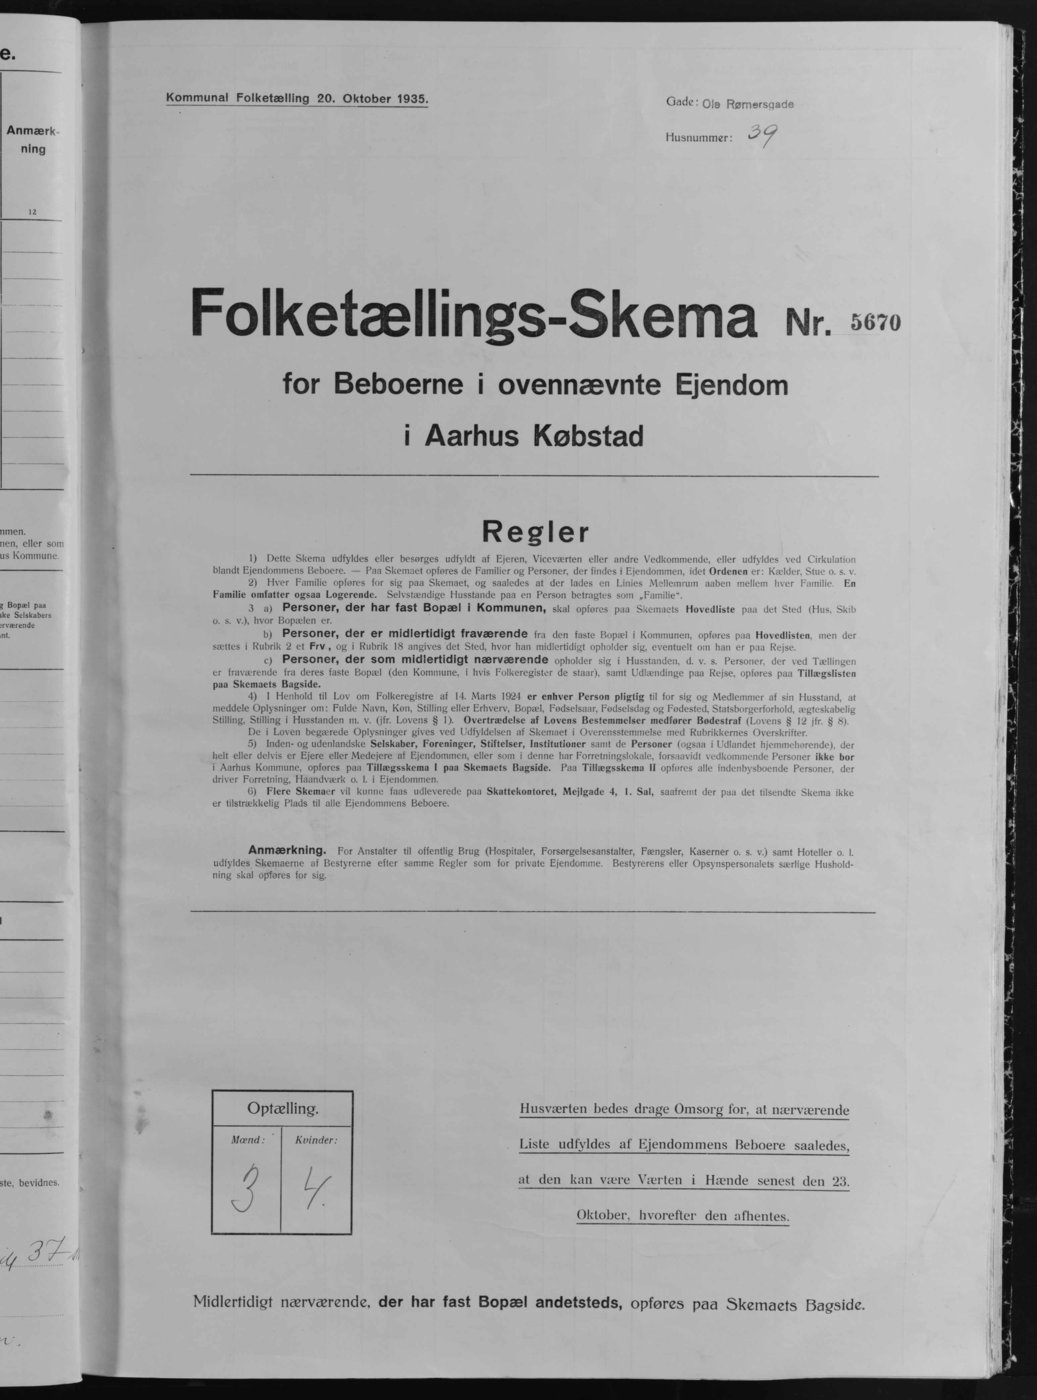 e.
Anmærk-
ning
12
mmen.
nen, eller som
us Kommune.
g Bopæl paa
ske Selskabers
erværende
nt.
ste, bevidnes.
37
Kommunal Folketælling 20. Oktober 1935.
Gade: Ole Rømersgade
Husnummer: 39
Folketællings-Skema Nr. 5670
for Beboerne i ovennævnte Ejendom
i Aarhus Købstad
Regler
1) Dette Skema udfyldes eller besørges udfyldt af Ejeren, Viceværten eller andre Vedkommende, eller udfyldes ved Cirkulation
blandt Ejendommens Beboere. — Paa Skemaet opføres de Familier og Personer, der findes i Ejendommen, idet Ordenen er: Kælder, Stue o. s. v.
2) Hver Familie opføres for sig paa Skemaet, og saaledes at der lades en Linies Mellemrum aaben mellem hver Familie. En
Familie omfatter ogsaa Logerende. Selvstændige Husstande paa en Person betragtes som „Familie“.
3 a) Personer, der har fast Bopæl i Kommunen, skal opføres paa Skemaets Hovedliste paa det Sted (Hus, Skib
o. s. v.), hvor Bopælen er.
b) Personer, der er midlertidigt fraværende fra den faste Bopæl i Kommunen, opføres paa Hovedlisten, men der
sættes i Rubrik 2 et Frv, og i Rubrik 18 angives det Sted, hvor han midlertidigt opholder sig, eventuelt om han er paa Rejse.
c) Personer, der som midlertidigt nærværende opholder sig i Husstanden, d. v. s. Personer, der ved Tællingen
er fraværende fra deres faste Bopæl (den Kommune, i hvis Folkeregister de staar), samt Udlændinge paa Rejse, opføres paa Tillægslisten
paa Skemaets Bagside.
4) I Henhold til Lov om Folkeregistre af 14. Marts 1924 er enhver Person pligtig til for sig og Medlemmer af sin Husstand, at
meddele Oplysninger om: Fulde Navn, Køn, Stilling eller Erhverv, Bopæl, Fødselsaar, Fødselsdag og Fødested, Statsborgerforhold, ægteskabelig
Stilling, Stilling i Husstanden m. v. (jfr. Lovens § 1). Overtrædelse af Lovens Bestemmelser medfører Bødestraf (Lovens § 12 jfr. § 8).
De i Loven begærede Oplysninger gives ved Udfyldelsen af Skemaet i Overensstemmelse med Rubrikkernes Overskrifter.
5) Inden- og udenlandske Selskaber, Foreninger, Stiftelser, Institutioner samt de Personer (ogsaa i Udlandet hjemmehørende), der
helt eller delvis er Ejere eller Medejere af Ejendommen, eller som i denne har Forretningslokale, forsaavidt vedkommende Personer ikke bor
i Aarhus Kommune, opføres paa Tillægsskema I paa Skemaets Bagside. Paa Tillægsskema II opføres alle indenbysboende Personer, der
driver Forretning, Haandværk o. l. i Ejendommen.
6) Flere Skemaer vil kunne faas udleverede paa Skattekontoret, Mejlgade 4, 1. Sal, saafremt der paa det tilsendte Skema ikke
er tilstrækkelig Plads til alle Ejendommens Beboere.
Anmærkning. For Anstalter til offentlig Brug (Hospitaler, Forsørgelsesanstalter, Fængsler, Kaserner o. s. v.) samt Hoteller o. l.
udfyldes Skemaerne af Bestyrerne efter samme Regler som for private Ejendomme. Bestyrerens eller Opsynspersonalets særlige Hushold-
ning skal opføres for sig.
Optælling.
Mænd: Kvinder:
3 4.
Husværten bedes drage Omsorg for, at nærværende
Liste udfyldes af Ejendommens Beboere saaledes,
at den kan være Værten i Hænde senest den 23.
Oktober, hvorefter den afhentes.
Midlertidigt nærværende, der har fast Bopæl andetsteds, opføres paa Skemaets Bagside.